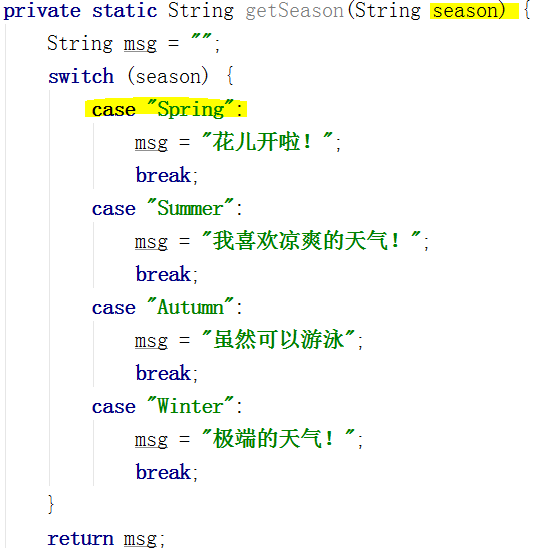 private static String getSeason(String season) {
String msg = "";
switch (season) {
case "Spring":
msg = "花儿开啦！";
break;
case "Summer":
msg = "我喜欢凉爽的天气！";
break;
case "Autumn":
msg = "虽然可以游泳";
break;
case "Winter":
msg = "极端的天气！";
break;
}
return msg;